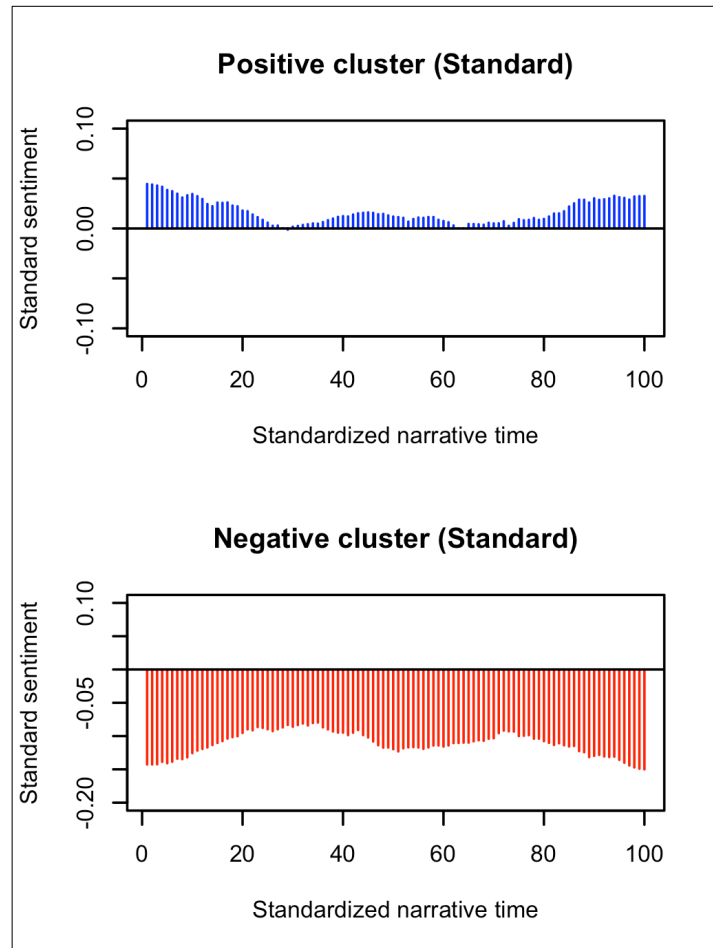 Positive cluster (Standard)
Standard sentiment
0.10
0.00
-0.10
0 20 40 60 80 100
Standardized narrative time
Negative cluster (Standard)
Standard sentiment
0.10
-0.05
-0.20
0 20 40 60 80 100
Standardized narrative time